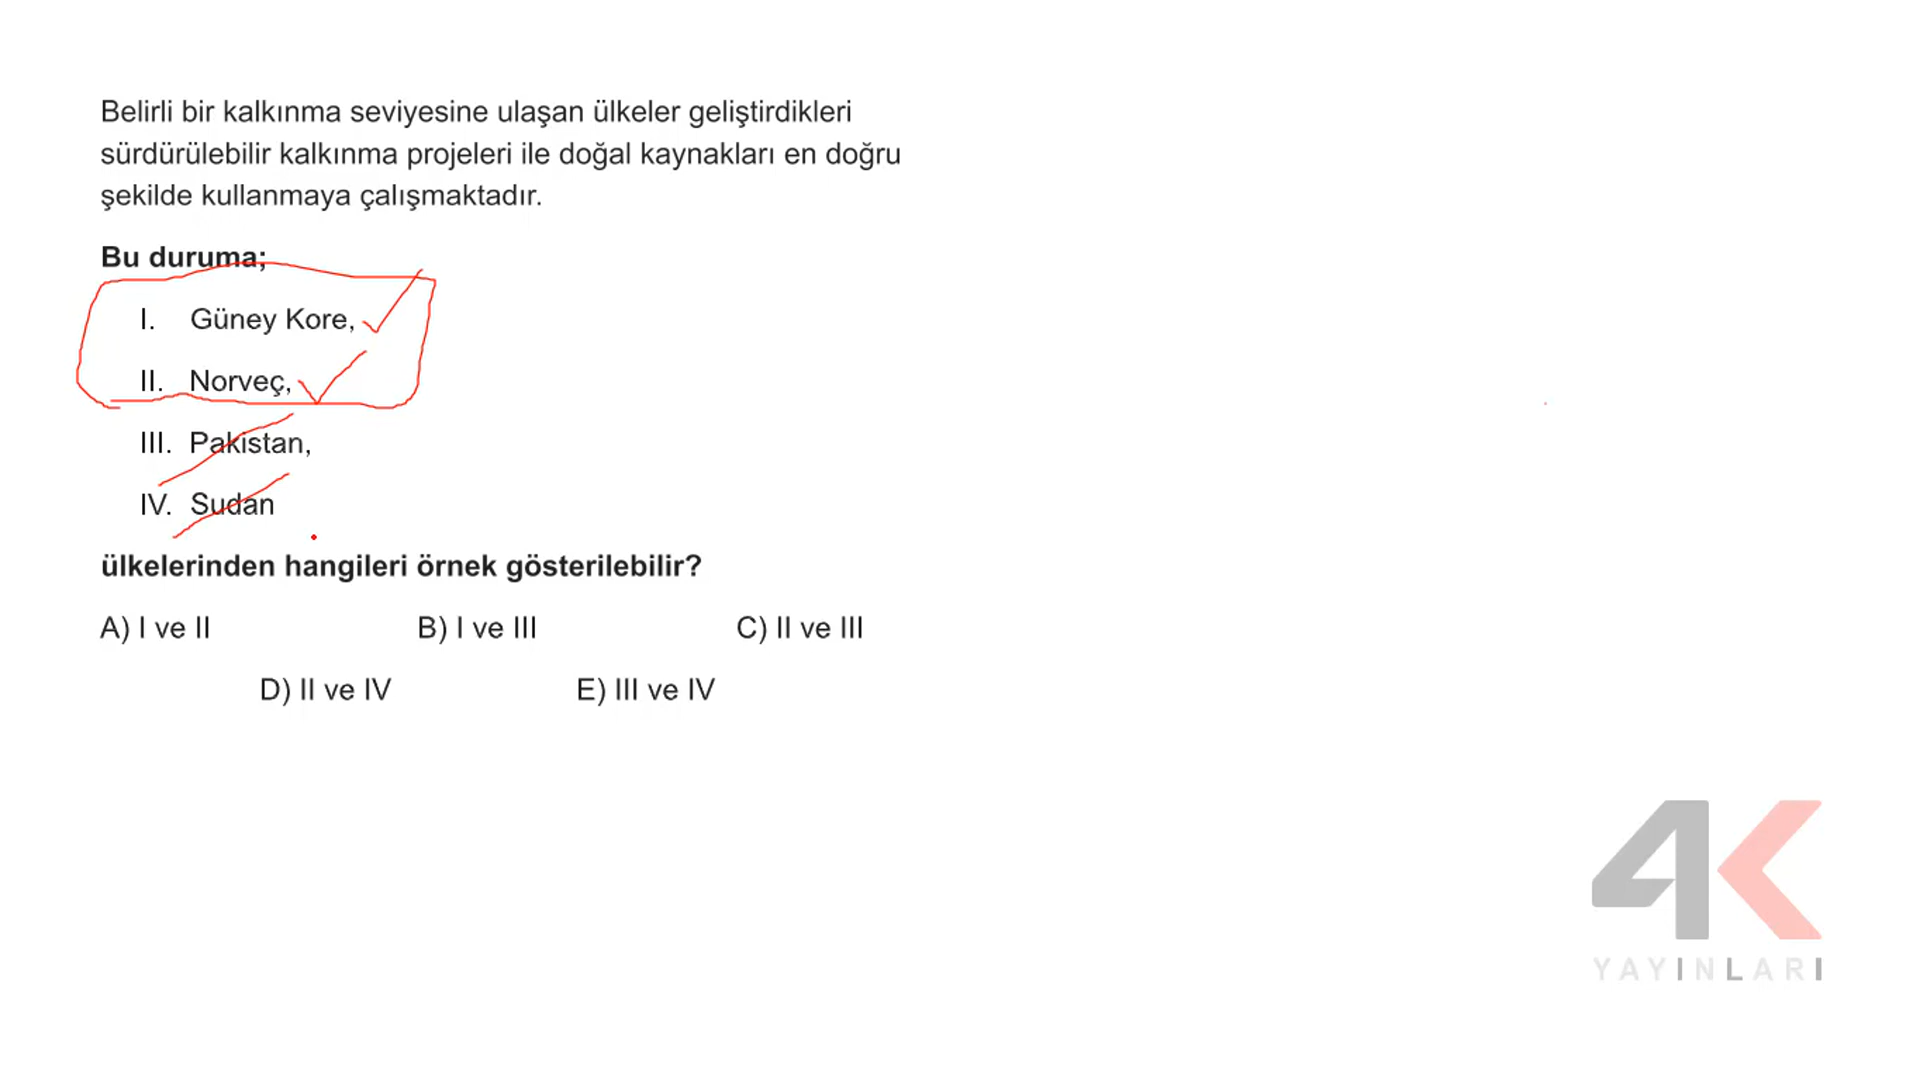 Belirli bir kalkınma seviyesine ulaşan ülkeler geliştirdikleri
sürdürülebilir kalkınma projeleri ile doğal kaynakları en doğru
şekilde kullanmaya çalışmaktadır.
Bu duruma;
I. Güney Kore,
II. Norveç,
III. Pakistan,
IV. Sudan
ülkelerinden hangileri örnek gösterilebilir?
A) I ve II B) I ve III C) II ve III
D) II ve IV E) III ve IV
4K
YAYINLARI